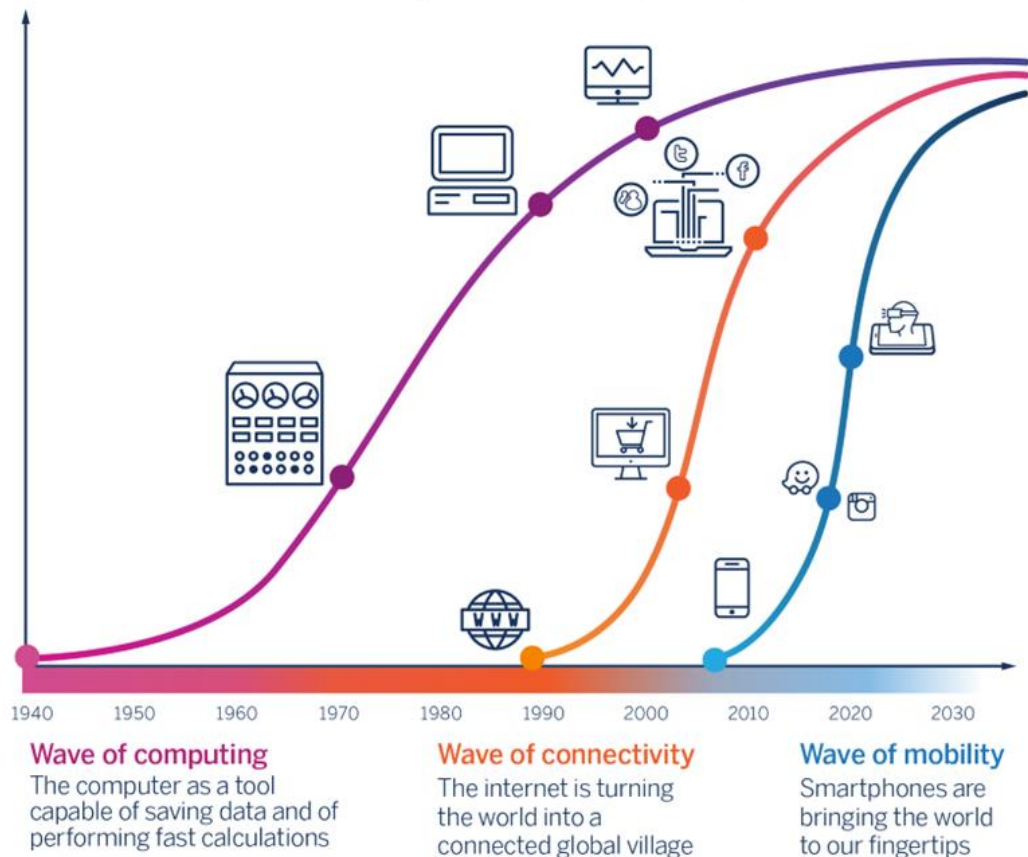 t
f
WWW
1940 1950 1960 1970 1980 1990 2000 2010 2020 2030
Wave of computing
The computer as a tool
capable of saving data and of
performing fast calculations
Wave of connectivity
The internet is turning
the world into a
connected global village
Wave of mobility
Smartphones are
bringing the world
to our fingertips